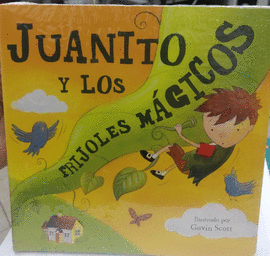 JUANITO
Y LOS
FRIJOLES MÁGICOS
Ilustrado por
Gavin Scott